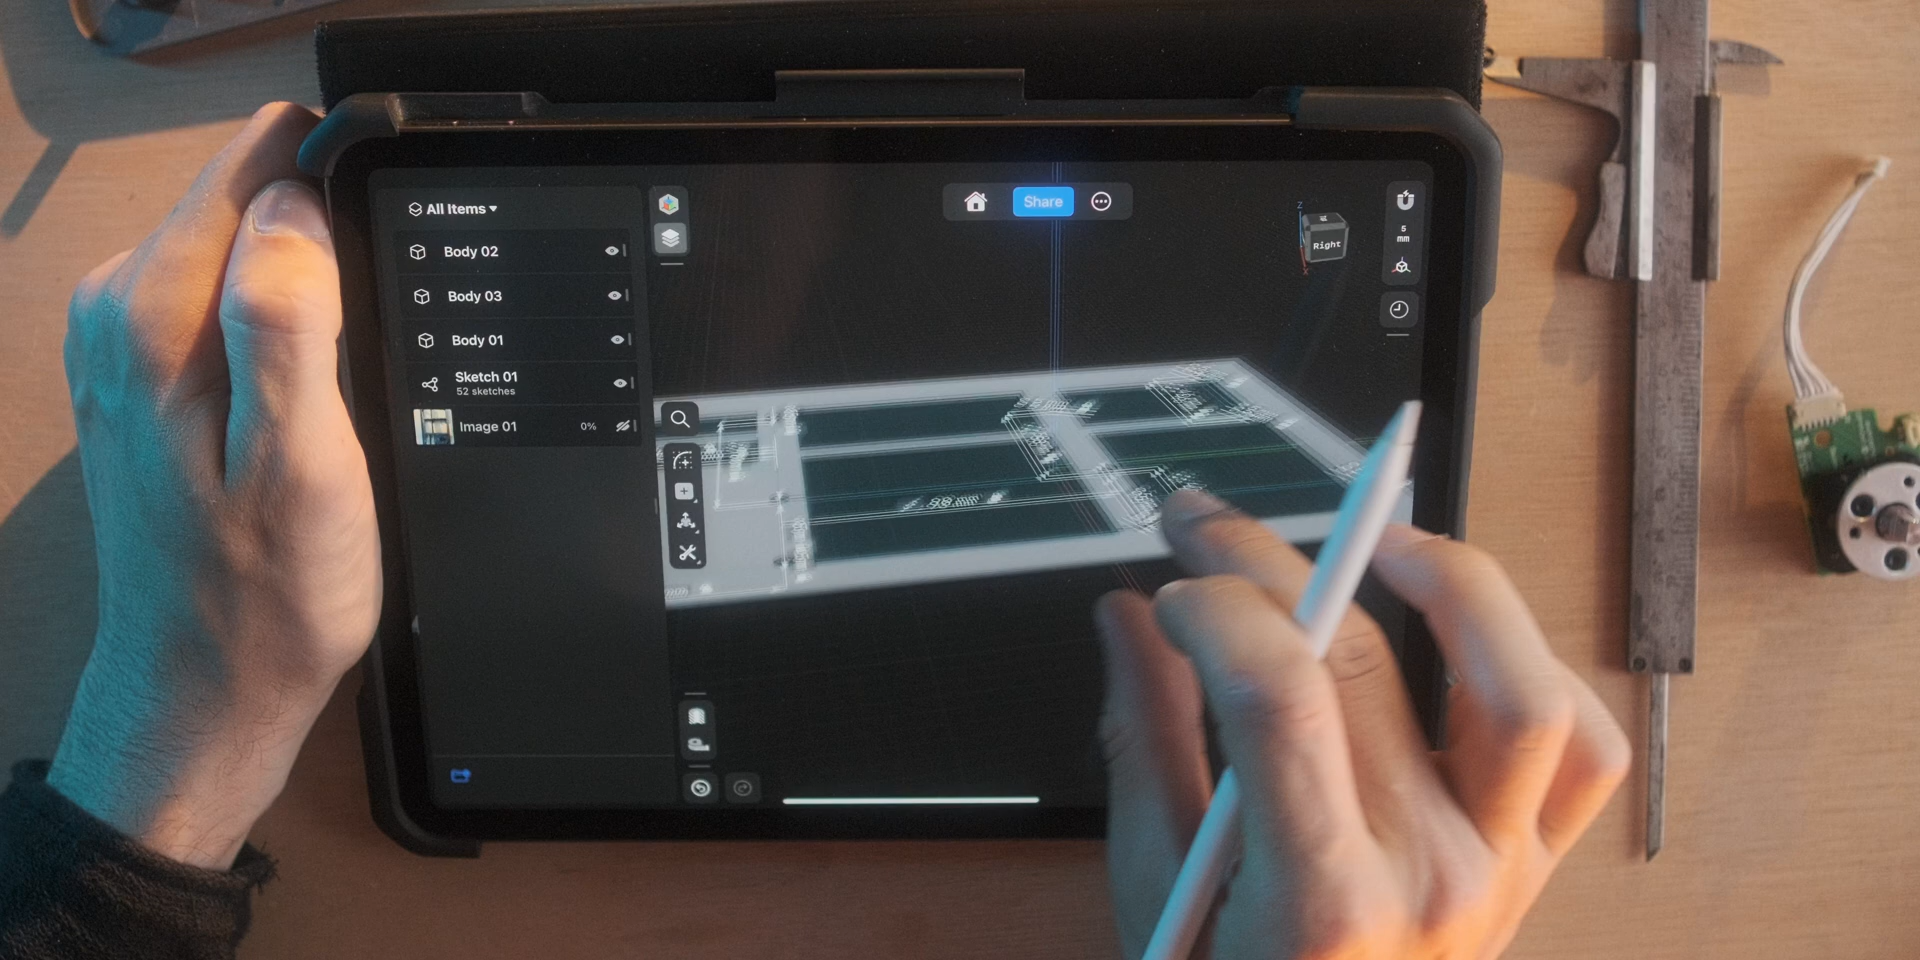 All Items
Share
Body 02
Body 03
Body 01
Sketch 01
52 sketches
Image 01
0%
Z
Right
X
5
mm